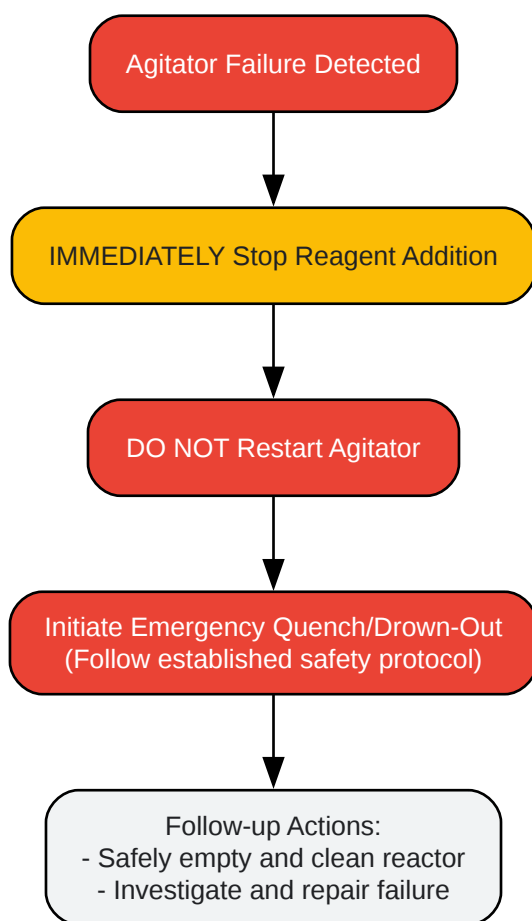 Agitator Failure Detected
IMMEDIATELY Stop Reagent Addition
DO NOT Restart Agitator
Initiate Emergency Quench/Drown-Out
(Follow established safety protocol)
Follow-up Actions:
- Safely empty and clean reactor
- Investigate and repair failure